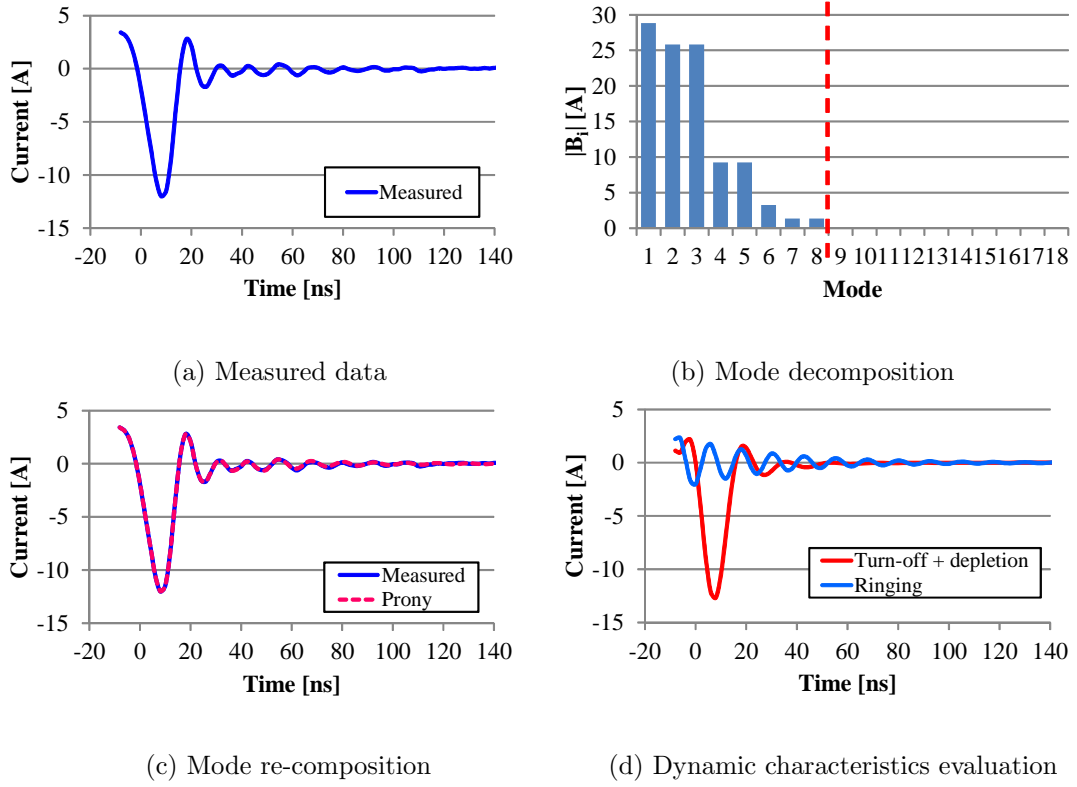 5
0
-5
-10
-15
Current [A]
-20 0 20 40 60 80 100 120 140
Time [ns]
Measured
(a) Measured data
30
25
20
15
10
5
0
|Bᵢ| [A]
1 2 3 4 5 6 7 8 9 10 11 12 13 14 15 16 17 18
Mode
(b) Mode decomposition
5
0
-5
-10
-15
Current [A]
-20 0 20 40 60 80 100 120 140
Time [ns]
Measured
Prony
(c) Mode re-composition
5
0
-5
-10
-15
Current [A]
-20 0 20 40 60 80 100 120 140
Time [ns]
Turn-off + depletion
Ringing
(d) Dynamic characteristics evaluation